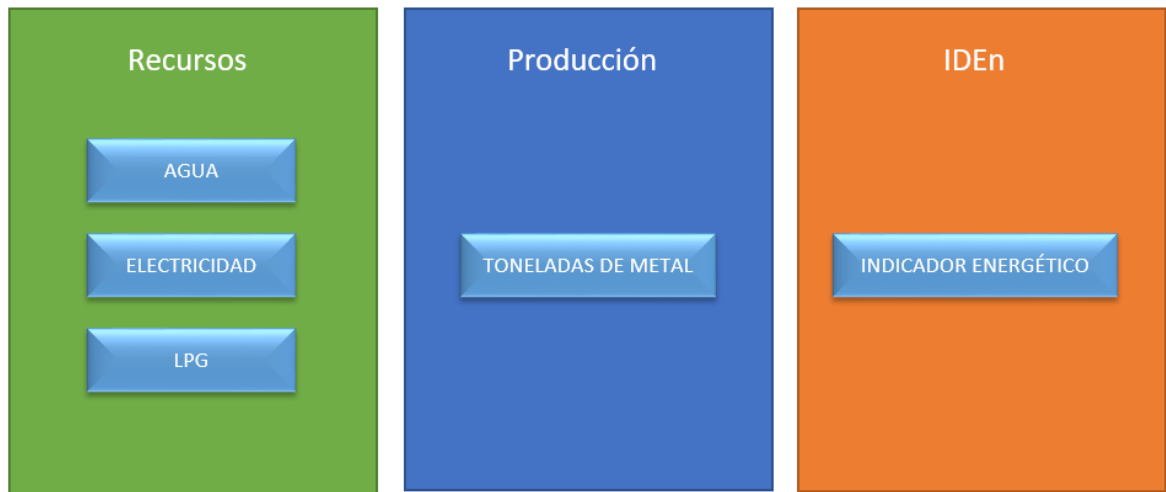 Recursos
AGUA
ELECTRICIDAD
LPG
Producción
TONELADAS DE METAL
IDEn
INDICADOR ENERGÉTICO